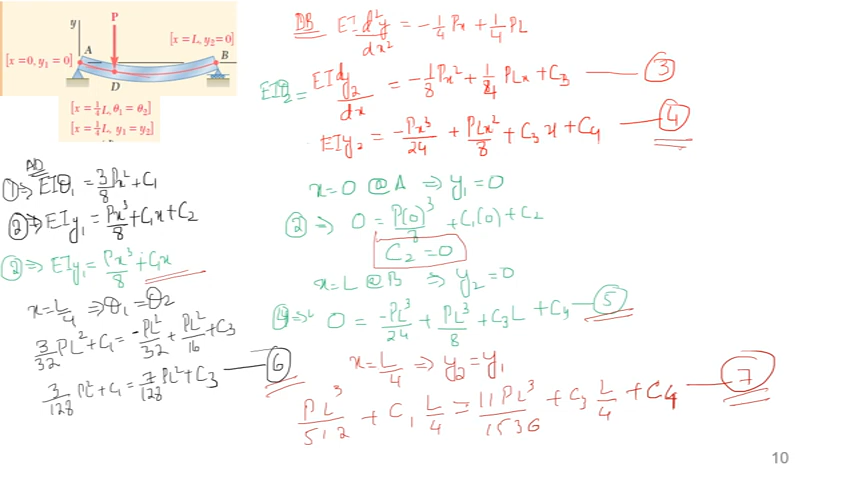 y
P
[x = L, y₂ = 0]
A
B
[x = 0, y₁ = 0]
D
[x = ¼L, θ₁ = θ₂]
[x = ¼L, y₁ = y₂]
DB EI d²y/dx² = -1/4 Px + 1/4 PL
EIθ₂ = EI dy₂/dx = -1/8 Px² + 1/4 PLx + C₃ — ③
EIy₂ = -Px³/24 + PLx²/8 + C₃x + C₄ — ④
AD
① ⇒ EIθ₁ = 3/8 Px² + C₁
② ⇒ EIy₁ = Px³/8 + C₁x + C₂
② ⇒ EIy₁ = Px³/8 + C₁x
x = L/4 ⇒ θ₁ = θ₂
3/32 PL² + C₁ = -PL²/32 + PL²/16 + C₃
3/128 PL² + C₁ = 7/128 PL² + C₃ — ⑥
x = 0 @ A ⇒ y₁ = 0
② ⇒ 0 = P(0)³/8 + C₁(0) + C₂
C₂ = 0
x = L @ B ⇒ y₂ = 0
④ ⇒ 0 = -PL³/24 + PL³/8 + C₃L + C₄ — ⑤
x = L/4 ⇒ y₂ = y₁
PL³/512 + C₁ L/4 = 11PL³/1536 + C₃ L/4 + C₄ — ⑦
10